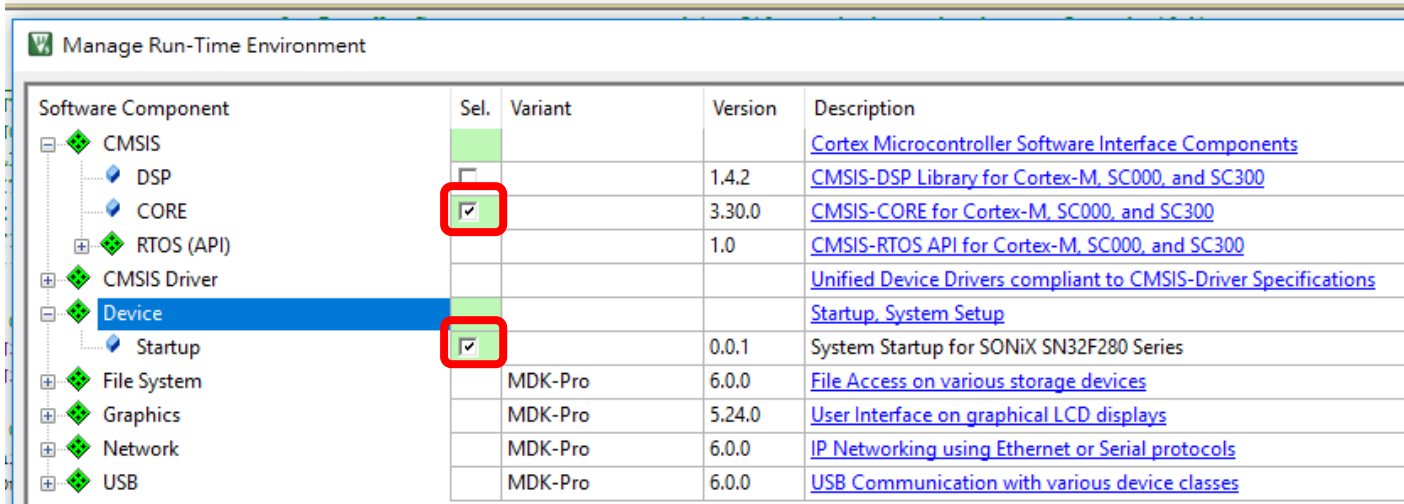 Manage Run-Time Environment
Software Component Sel. Variant Version Description
CMSIS Cortex Microcontroller Software Interface Components
DSP 1.4.2 CMSIS-DSP Library for Cortex-M, SC000, and SC300
CORE 3.30.0 CMSIS-CORE for Cortex-M, SC000, and SC300
RTOS (API) 1.0 CMSIS-RTOS API for Cortex-M, SC000, and SC300
CMSIS Driver Unified Device Drivers compliant to CMSIS-Driver Specifications
Device Startup, System Setup
Startup 0.0.1 System Startup for SONiX SN32F280 Series
File System MDK-Pro 6.0.0 File Access on various storage devices
Graphics MDK-Pro 5.24.0 User Interface on graphical LCD displays
Network MDK-Pro 6.0.0 IP Networking using Ethernet or Serial protocols
USB MDK-Pro 6.0.0 USB Communication with various device classes